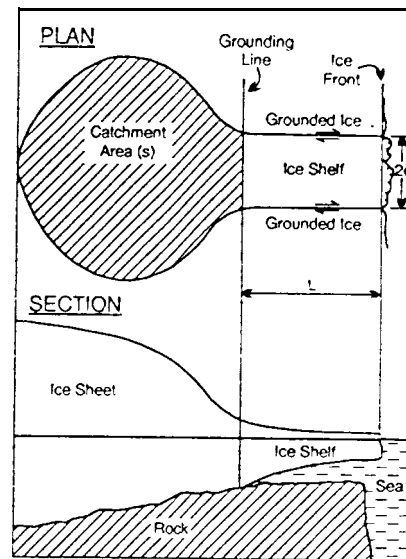 PLAN
Grounding
Line
Ice
Front
Grounded Ice
Catchment
Area (s)
Ice Shelf
Grounded Ice
L
SECTION
Ice Sheet
Ice Shelf
Sea
Rock